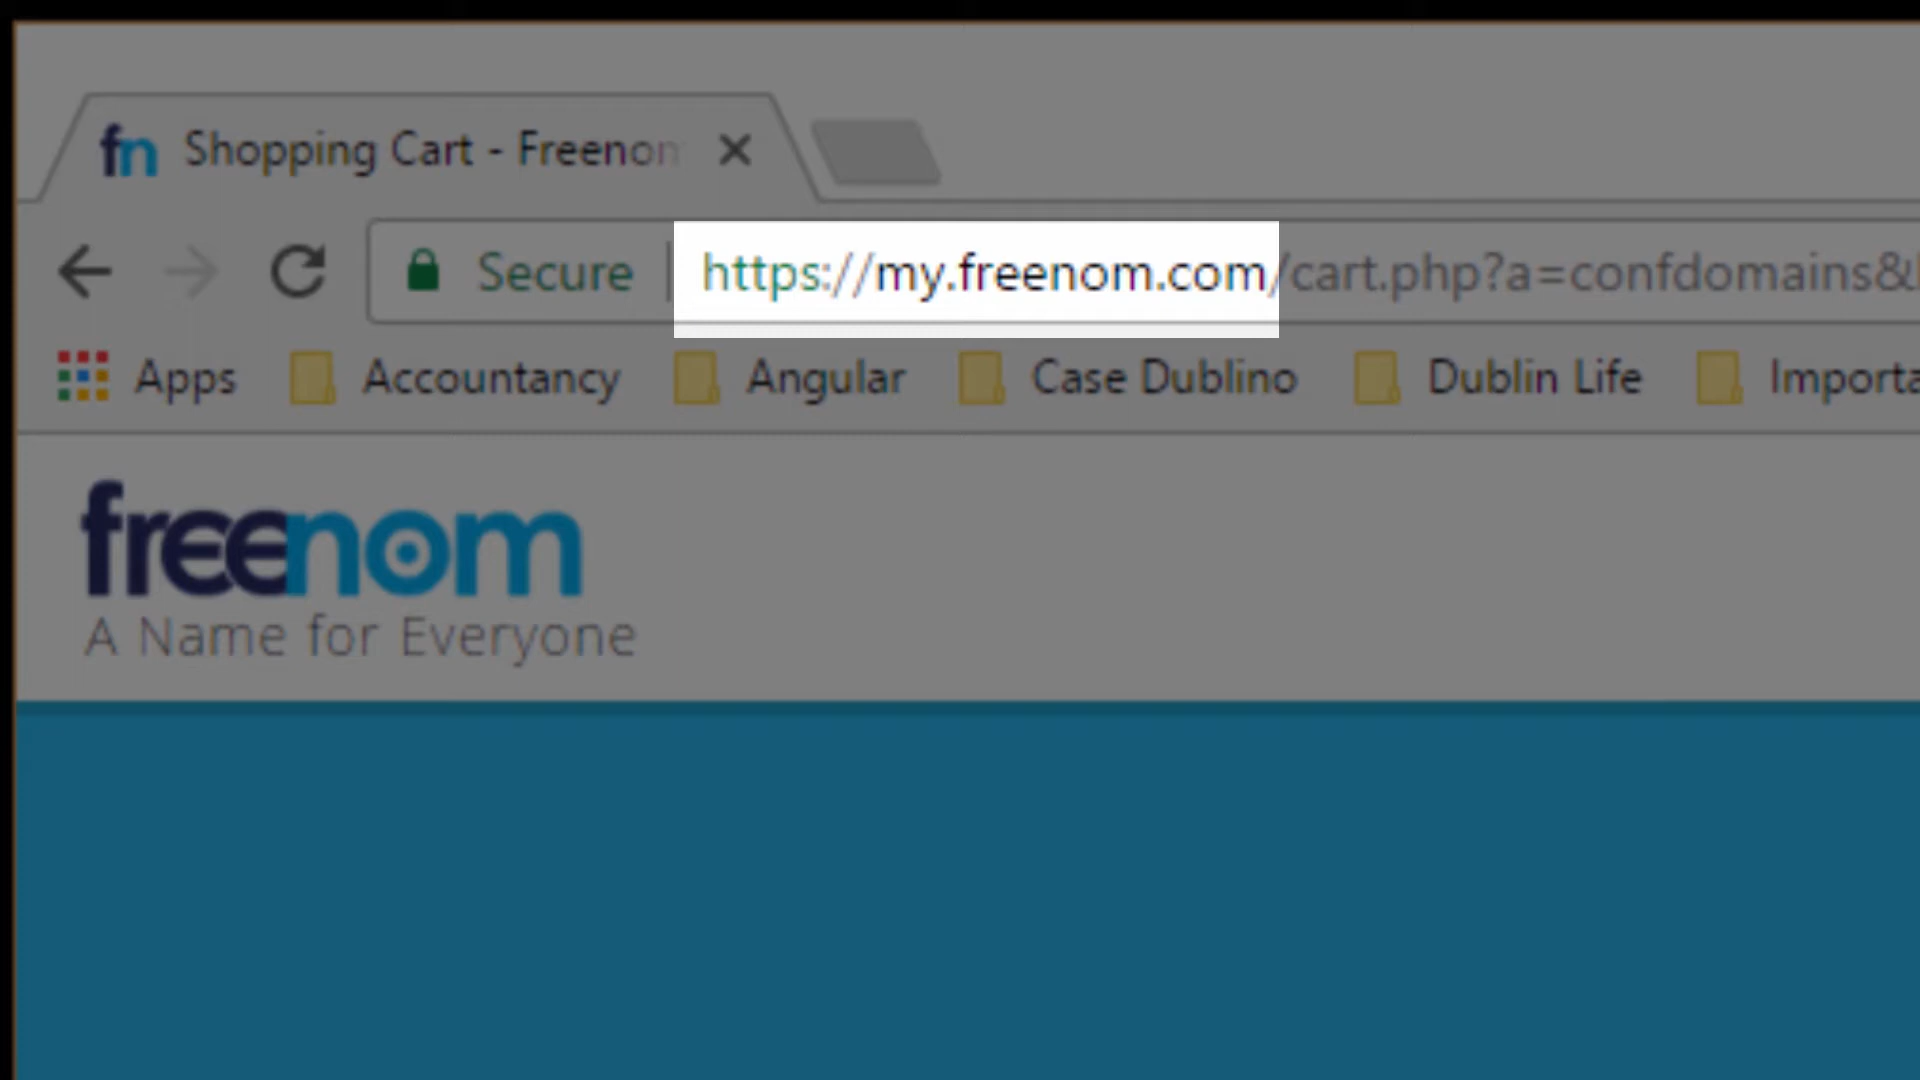 fn Shopping Cart - Freenom
Secure https://my.freenom.com/cart.php?a=confdomains&
Apps Accountancy Angular Case Dublino Dublin Life Importa
freenom
A Name for Everyone